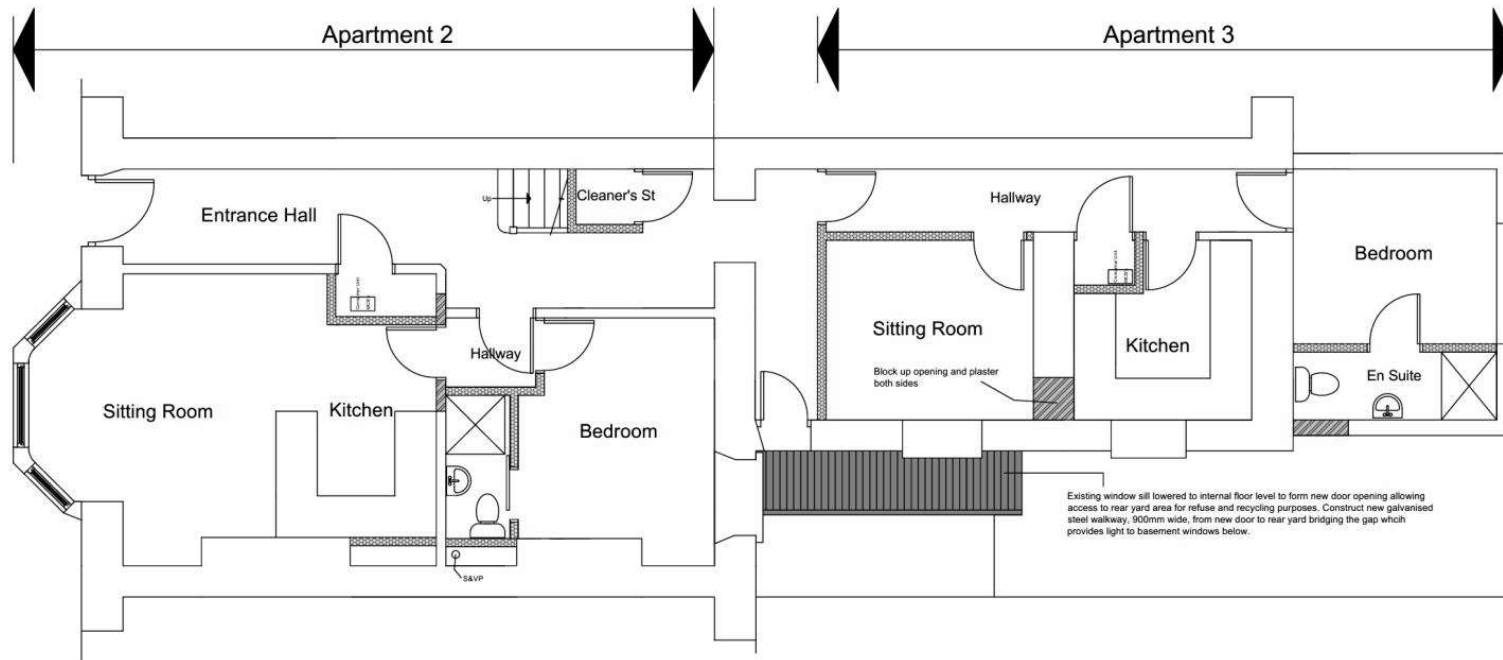 Apartment 2
Apartment 3
Up
Cleaner's St
Entrance Hall
Hallway
Bedroom
Consumer Unit
Sitting Room
Kitchen
Block up opening and plaster
both sides
En Suite
Consumer Unit
Hallway
Sitting Room
Kitchen
Bedroom
Existing window sill lowered to internal floor level to form new door opening allowing
access to rear yard area for refuse and recycling purposes. Construct new galvanised
steel walkway, 900mm wide, from new door to rear yard bridging the gap whcih
provides light to basement windows below.
S&VP